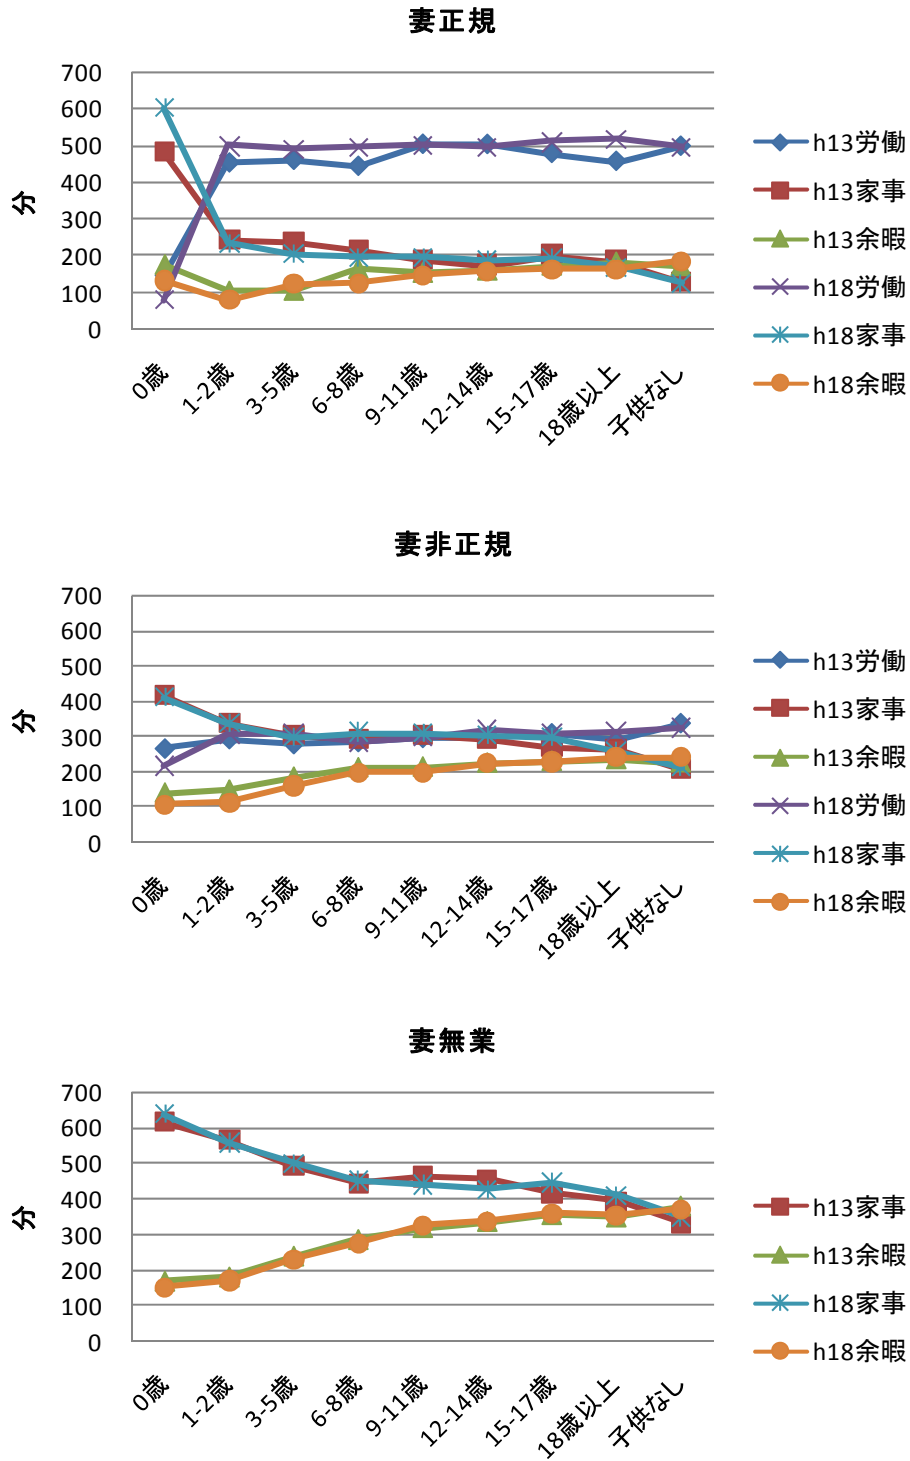 妻正規
700
600
500
400
300
200
100
0
分
0歳
1-2歳
3-5歳
6-8歳
9-11歳
12-14歳
15-17歳
18歳以上
子供なし
h13労働
h13家事
h13余暇
h18労働
h18家事
h18余暇
妻非正規
700
600
500
400
300
200
100
0
分
0歳
1-2歳
3-5歳
6-8歳
9-11歳
12-14歳
15-17歳
18歳以上
子供なし
h13労働
h13家事
h13余暇
h18労働
h18家事
h18余暇
妻無業
700
600
500
400
300
200
100
0
分
0歳
1-2歳
3-5歳
6-8歳
9-11歳
12-14歳
15-17歳
18歳以上
子供なし
h13家事
h13余暇
h18家事
h18余暇